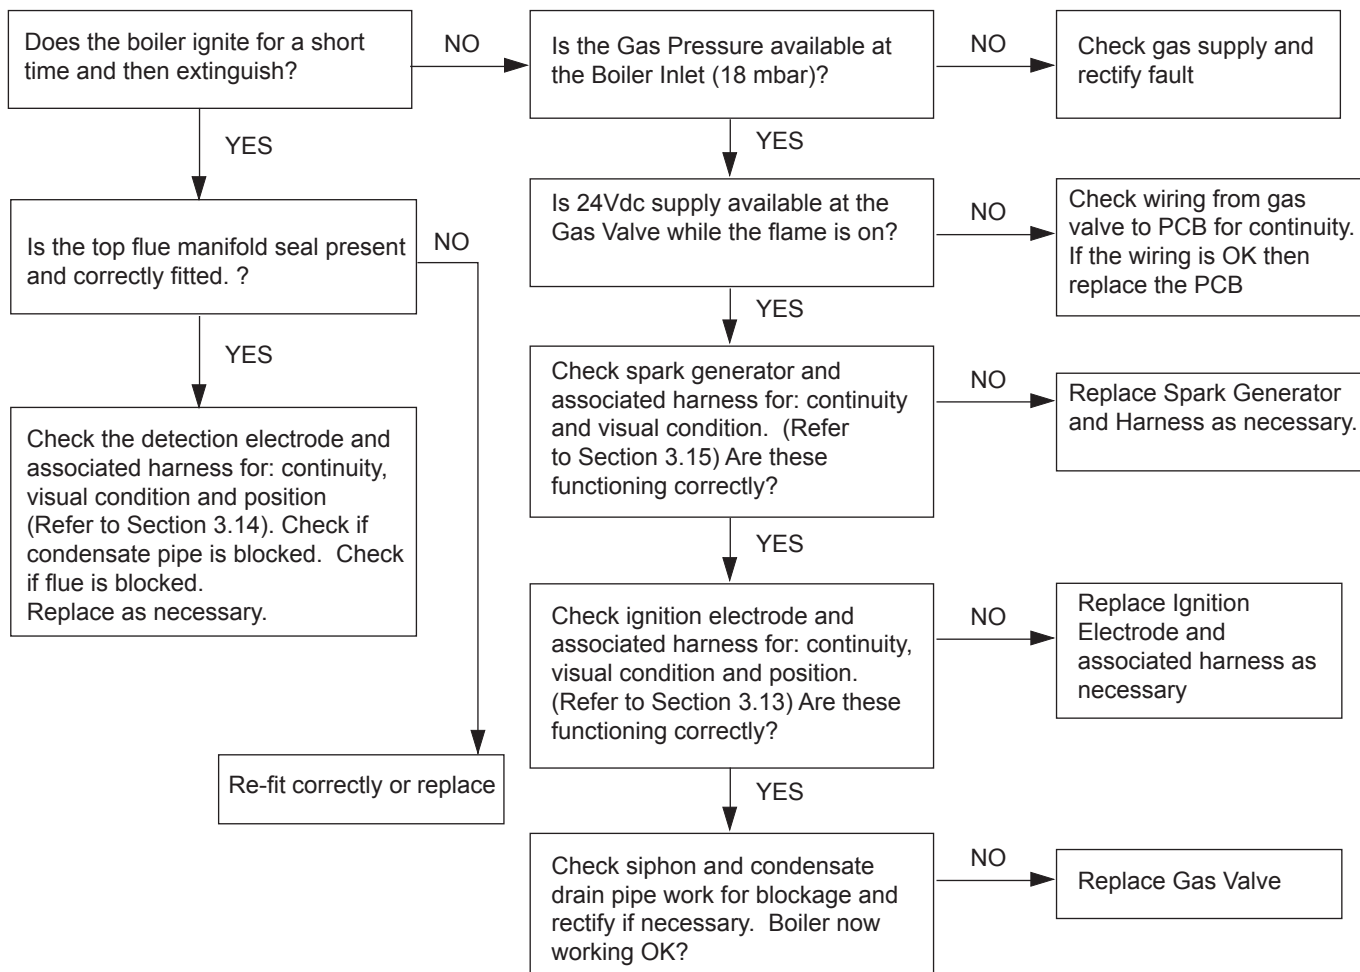 Does the boiler ignite for a short
time and then extinguish?
NO
Is the Gas Pressure available at
the Boiler Inlet (18 mbar)?
NO
Check gas supply and
rectify fault
YES
YES
Is the top flue manifold seal present
and correctly fitted. ?
NO
Is 24Vdc supply available at the
Gas Valve while the flame is on?
NO
Check wiring from gas
valve to PCB for continuity.
If the wiring is OK then
replace the PCB
YES
YES
Check the detection electrode and
associated harness for: continuity,
visual condition and position
(Refer to Section 3.14). Check if
condensate pipe is blocked.  Check
if flue is blocked.
Replace as necessary.
Check spark generator and
associated harness for: continuity
and visual condition.  (Refer
to Section 3.15) Are these
functioning correctly?
NO
Replace Spark Generator
and Harness as necessary.
YES
Check ignition electrode and
associated harness for: continuity,
visual condition and position.
(Refer to Section 3.13) Are these
functioning correctly?
NO
Replace Ignition
Electrode and
associated harness as
necessary
Re-fit correctly or replace
YES
Check siphon and condensate
drain pipe work for blockage and
rectify if necessary.  Boiler now
working OK?
NO
Replace Gas Valve